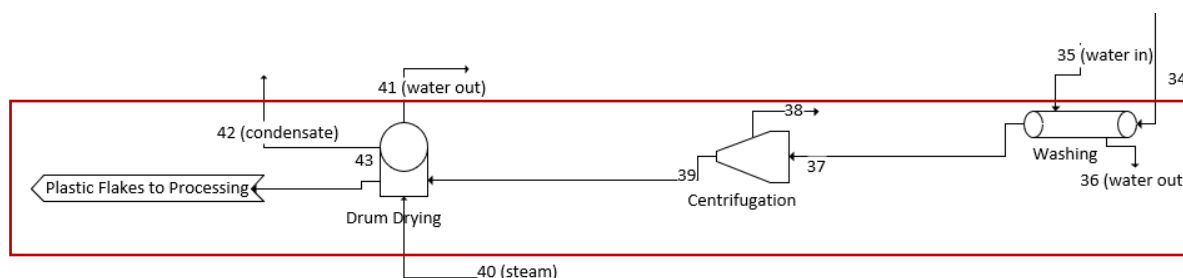 35 (water in)
34
41 (water out)
38
42 (condensate)
43
Washing
37
Plastic Flakes to Processing
39
36 (water out
Centrifugation
Drum Drying
40 (steam)